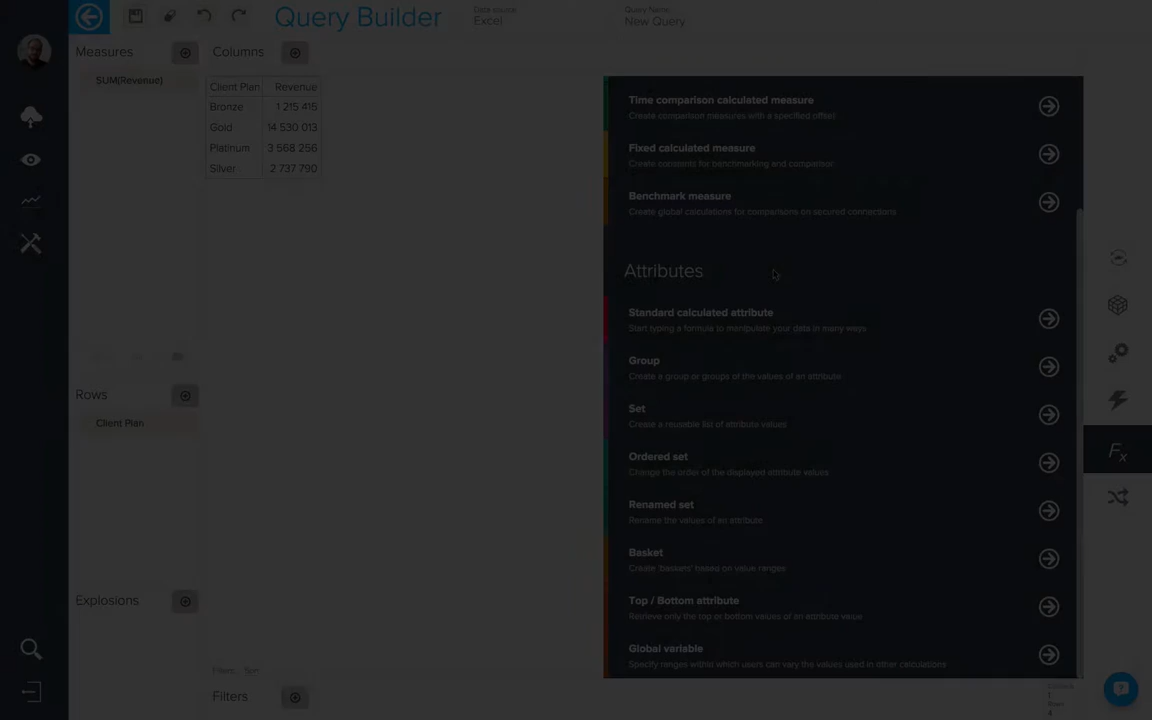 Query Builder
Data source
Excel
Query Name
New Query
Measures
SUM(Revenue)
Columns
Client Plan Revenue
Bronze 1 215 415
Gold 14 530 013
Platinum 3 568 256
Silver 2 737 790
Rows
Client Plan
Explosions
Filters
Time comparison calculated measure
Create comparison measures with a specified offset
Fixed calculated measure
Create constants for benchmarking and comparison
Benchmark measure
Create global calculations for comparisons on secured connections
Attributes
Standard calculated attribute
Start typing a formula to manipulate your data in many ways
Group
Create a group or groups of the values of an attribute
Set
Create a reusable list of attribute values
Ordered set
Change the order of the displayed attribute values
Renamed set
Rename the values of an attribute
Basket
Create 'baskets' based on value ranges
Top / Bottom attribute
Retrieve only the top or bottom values of an attribute value
Global variable
Specify ranges within which users can vary the values used in other calculations
Fx
Columns
1
Rows
4